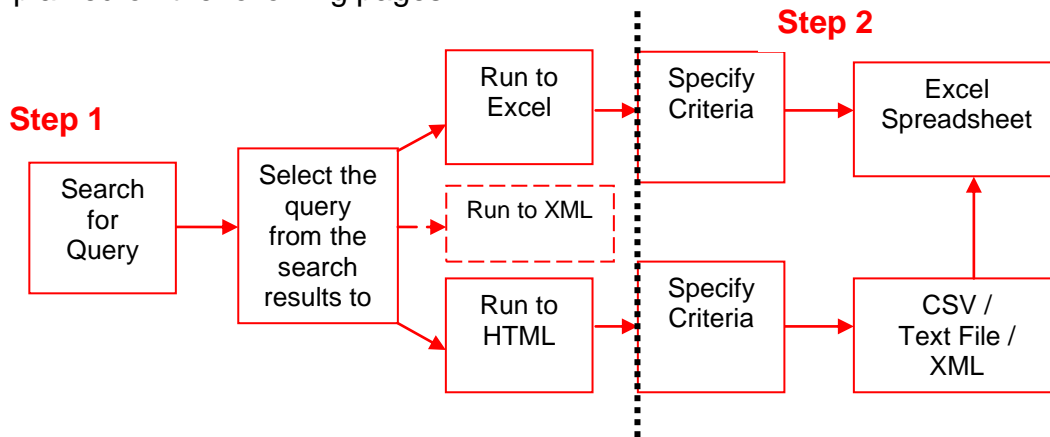 Step 2
Step 1
Search
for
Query
Select the
query
from the
search
results to
Run to
Excel
Run to XML
Run to
HTML
Specify
Criteria
Excel
Spreadsheet
Specify
Criteria
CSV /
Text File /
XML